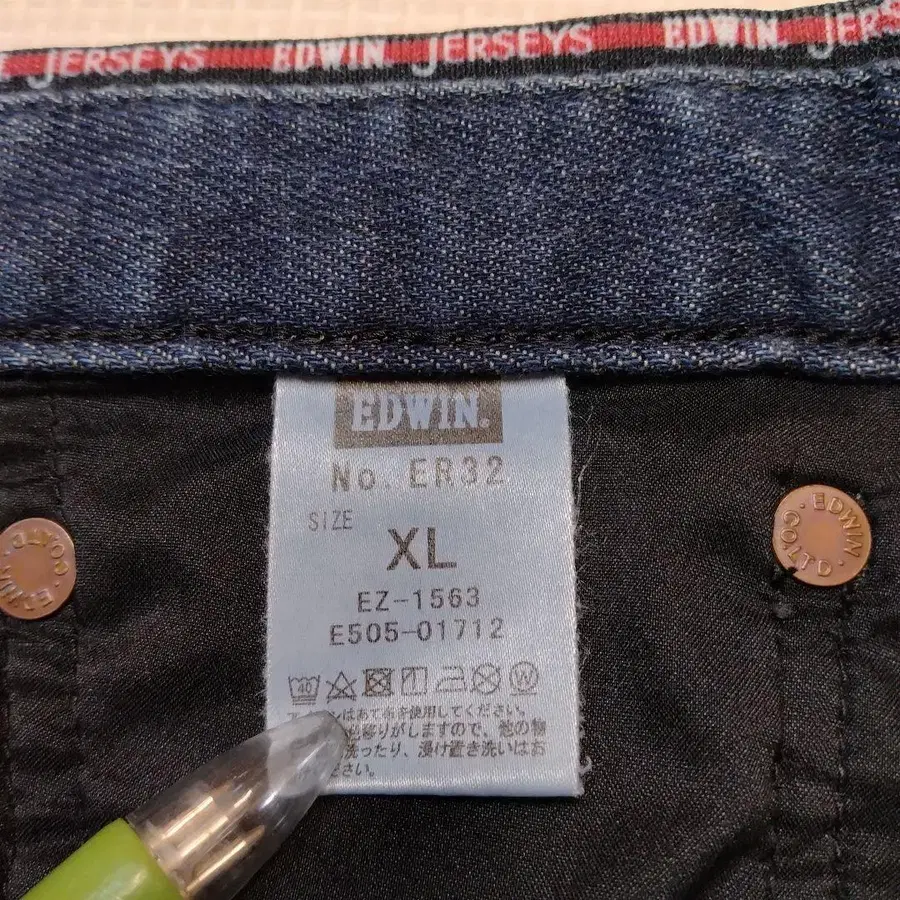 JERSEYS EDWIN. JERSEYS EDWIN. JERS
EDWIN.
No. ER32
SIZE
XL
EZ-1563
E505-01712
40 W
はあて布を使用してください。
色移りがしますので、他の物
洗ったり、浸け置き洗いはお
さい。
EDWIN CO.LTD.
EDWIN CO.LTD.